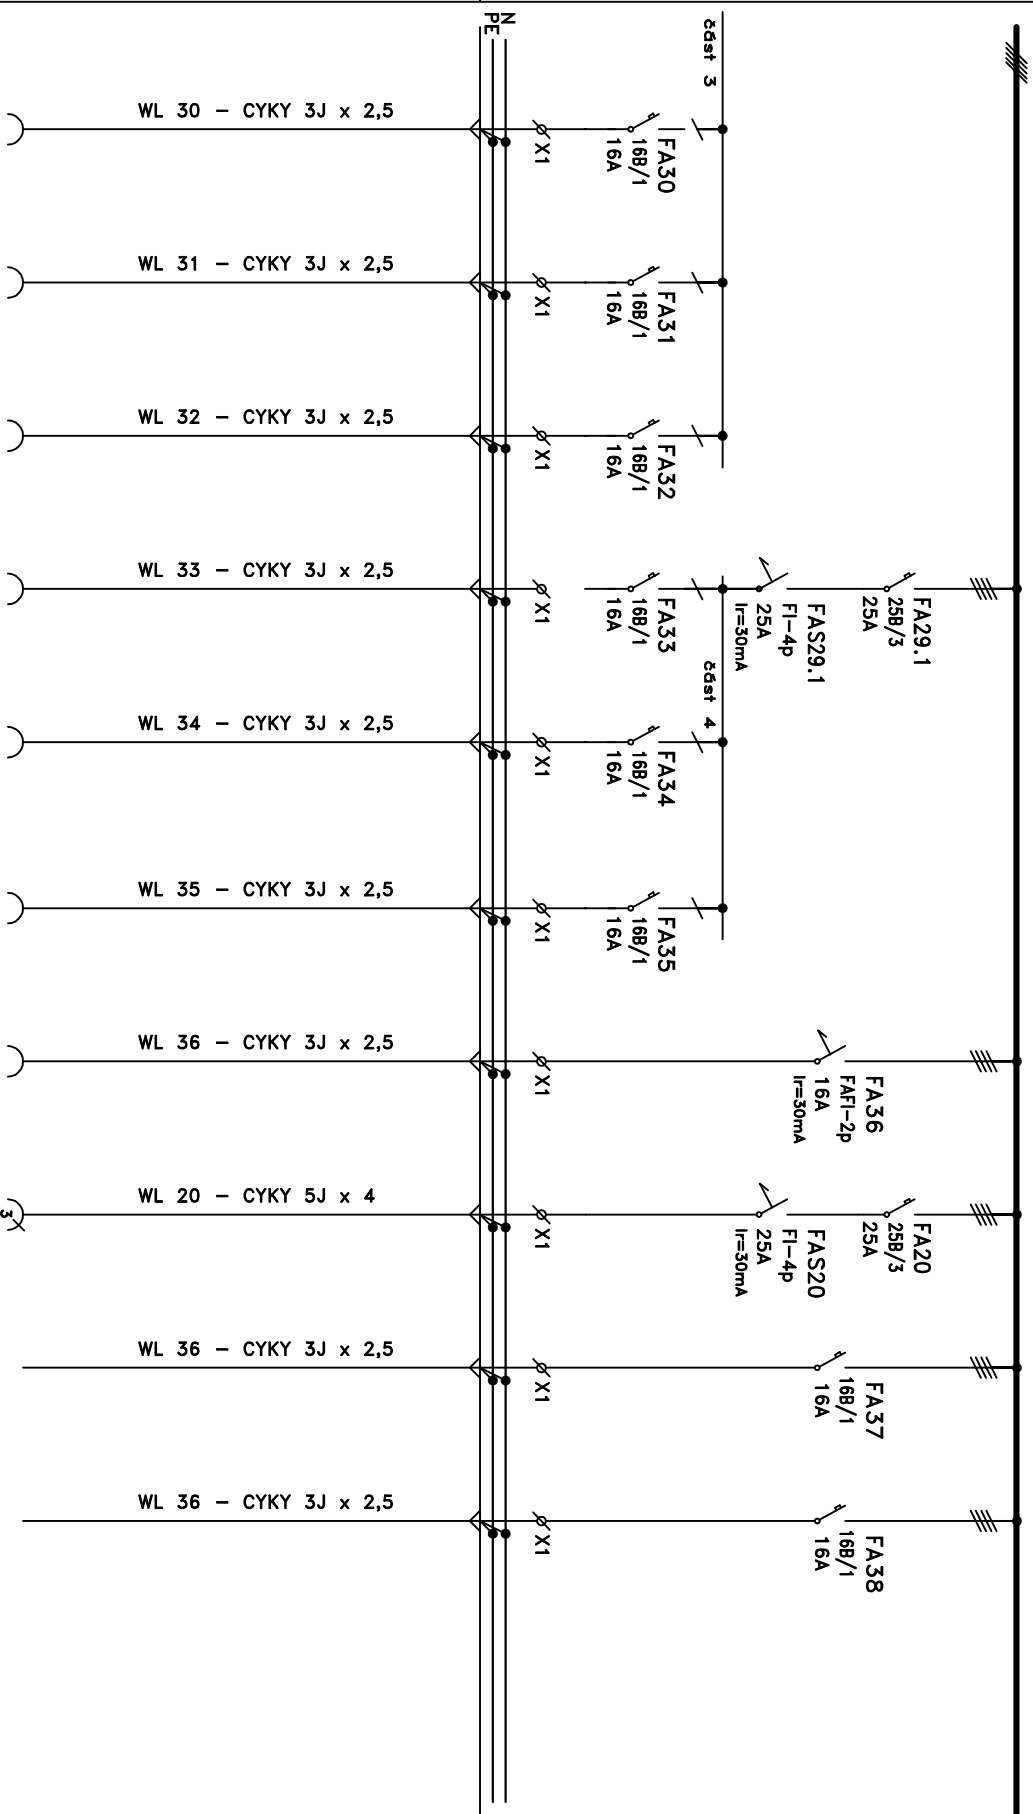 N
PE
část 3
WL 30 - CYKY 3J x 2,5
X1
FA30
16B/1
16A
WL 31 - CYKY 3J x 2,5
X1
FA31
16B/1
16A
WL 32 - CYKY 3J x 2,5
X1
FA32
16B/1
16A
WL 33 - CYKY 3J x 2,5
X1
FA33
16B/1
16A
FAS29.1
FI-4p
25A
Ir=30mA
FA29.1
25B/3
25A
část 4
WL 34 - CYKY 3J x 2,5
X1
FA34
16B/1
16A
WL 35 - CYKY 3J x 2,5
X1
FA35
16B/1
16A
WL 36 - CYKY 3J x 2,5
X1
FA36
FAFI-2p
16A
Ir=30mA
WL 20 - CYKY 5J x 4
3
X1
FAS20
FI-4p
25A
Ir=30mA
FA20
25B/3
25A
WL 36 - CYKY 3J x 2,5
X1
FA37
16B/1
16A
WL 36 - CYKY 3J x 2,5
X1
FA38
16B/1
16A